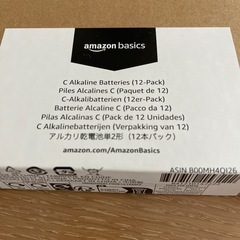 amazon basics
C Alkaline Batteries (12-Pack)
Piles Alcalines C (Paquet de 12)
C-Alkalibatterien (12er-Pack)
Batterie Alcaline C (Pacco da 12)
Pilas Alcalinas C (Pack de 12 Unidades)
C Alkalinebatterijen (Verpakking van 12)
アルカリ乾電池単2形（12本パック）
www.amazon.com/AmazonBasics
ASIN B00MH4QI26